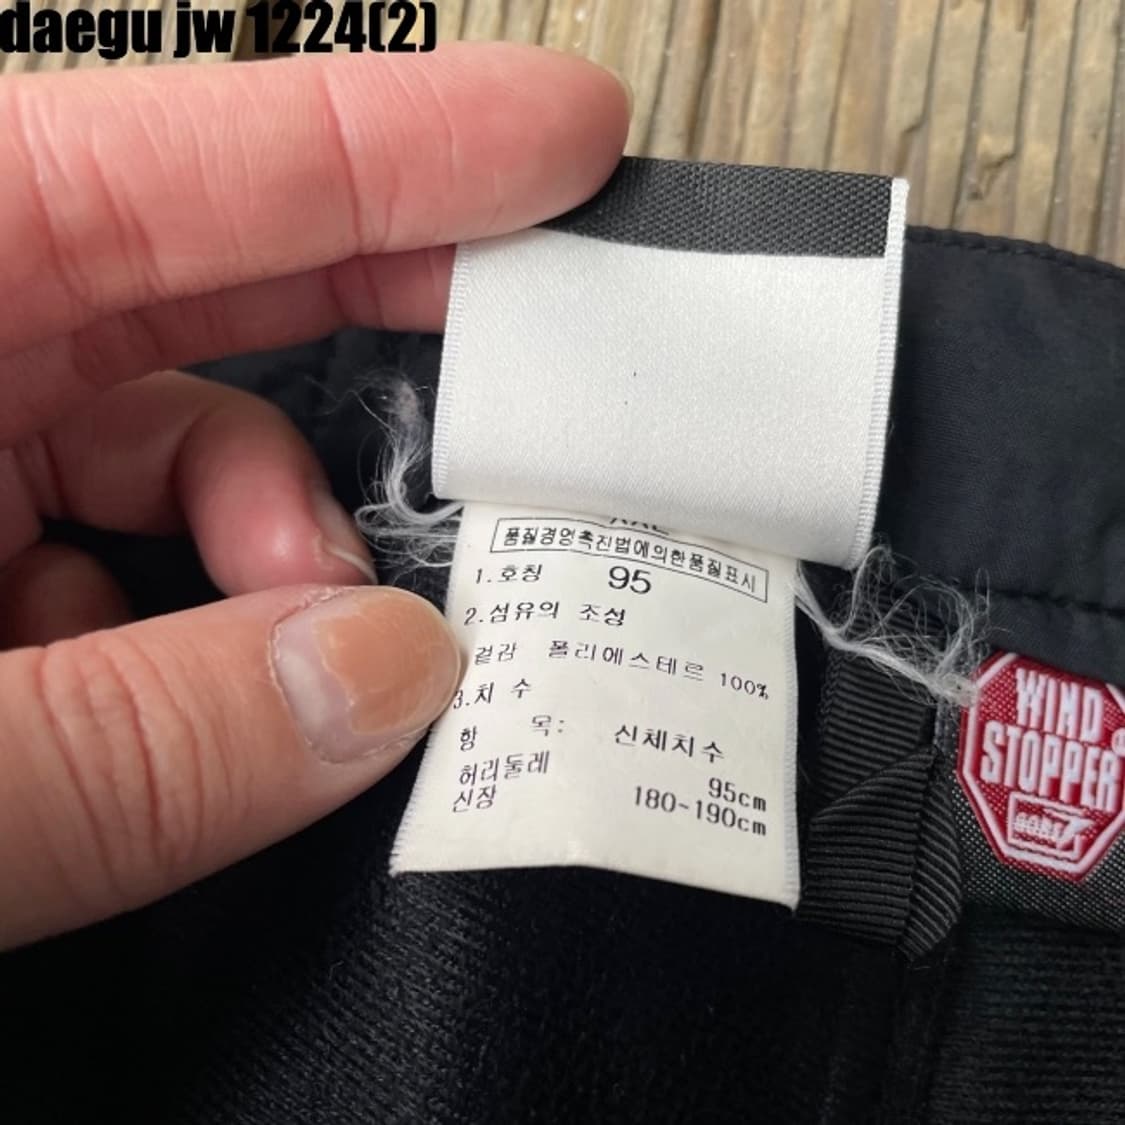 daegu jw 1224(2)
품질경영촉진법에의한품질표시
1.호칭 95
2.섬유의 조성
겉감 폴리에스테르 100%
3.치 수
항 목: 신체치수
허리둘레 95cm
신장 180-190cm
WIND
STOPPER
GORE